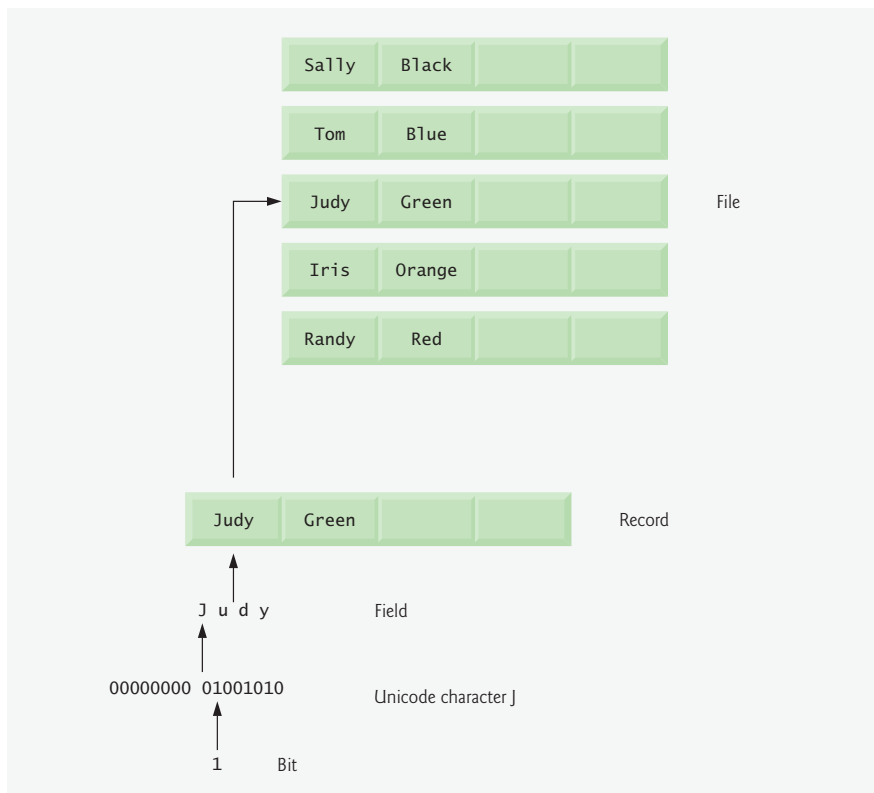 Sally Black
Tom Blue
Judy Green File
Iris Orange
Randy Red
Judy Green Record
J u d y Field
00000000 01001010 Unicode character J
1 Bit